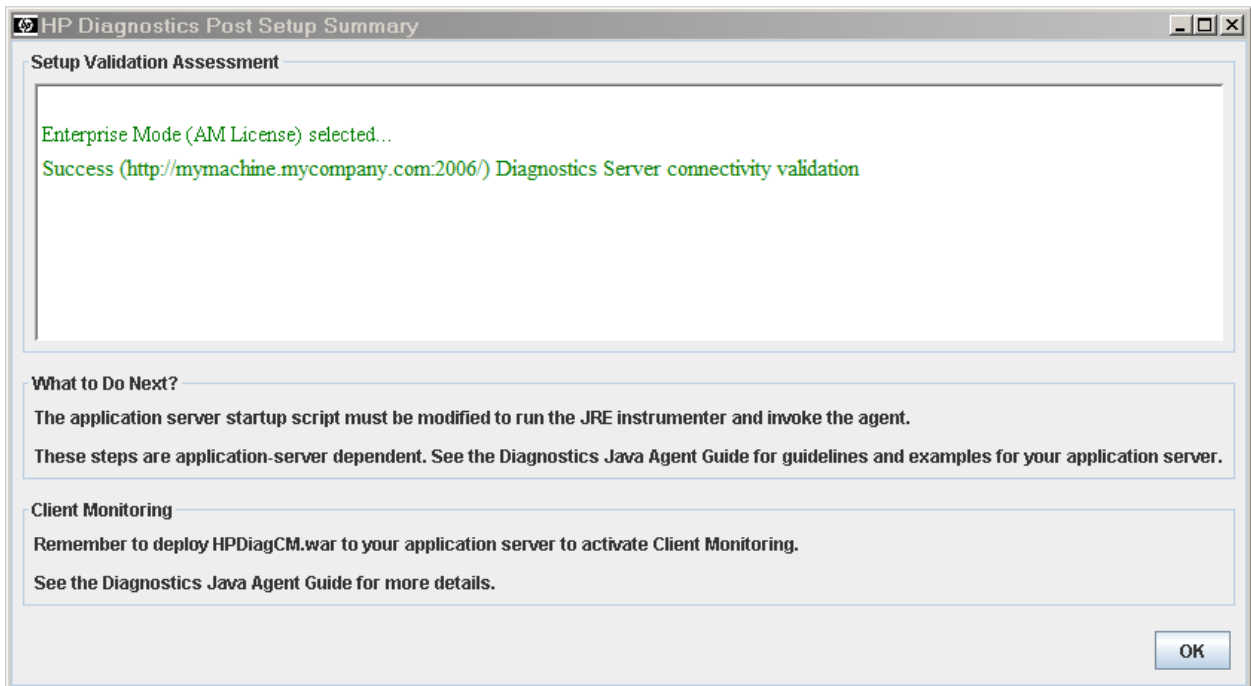 HP Diagnostics Post Setup Summary
Setup Validation Assessment
Enterprise Mode (AM License) selected...
Success (http://mymachine.mycompany.com:2006/) Diagnostics Server connectivity validation
What to Do Next?
The application server startup script must be modified to run the JRE instrumenter and invoke the agent.
These steps are application-server dependent. See the Diagnostics Java Agent Guide for guidelines and examples for your application server.
Client Monitoring
Remember to deploy HPDiagCM.war to your application server to activate Client Monitoring.
See the Diagnostics Java Agent Guide for more details.
OK